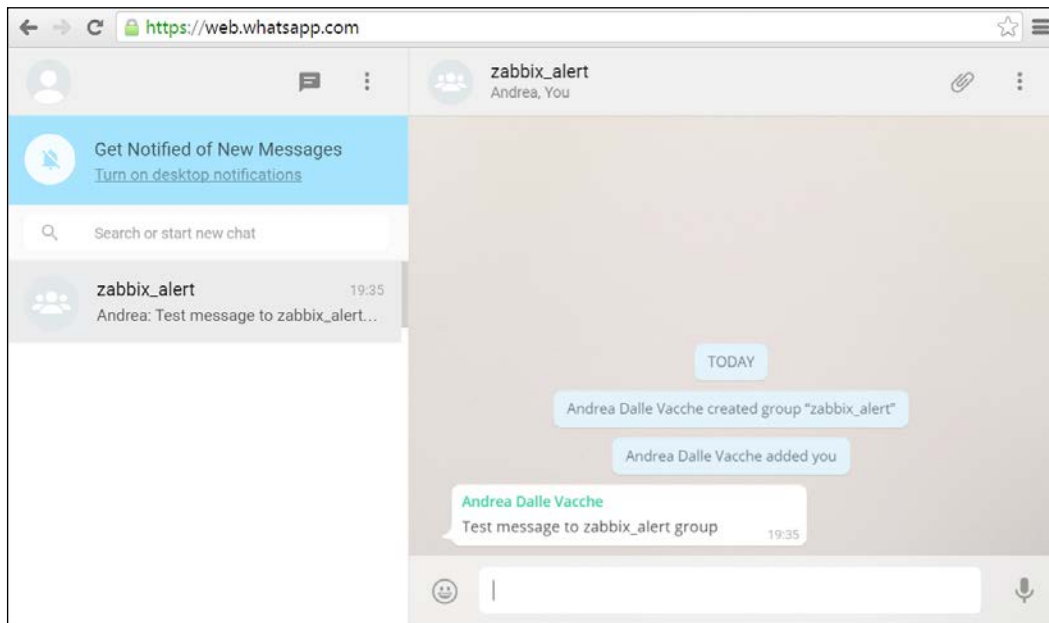 https://web.whatsapp.com
zabbix_alert
Andrea, You
Get Notified of New Messages
Turn on desktop notifications
Search or start new chat
zabbix_alert
19:35
Andrea: Test message to zabbix_alert...
TODAY
Andrea Dalle Vacche created group “zabbix_alert”
Andrea Dalle Vacche added you
Andrea Dalle Vacche
Test message to zabbix_alert group
19:35